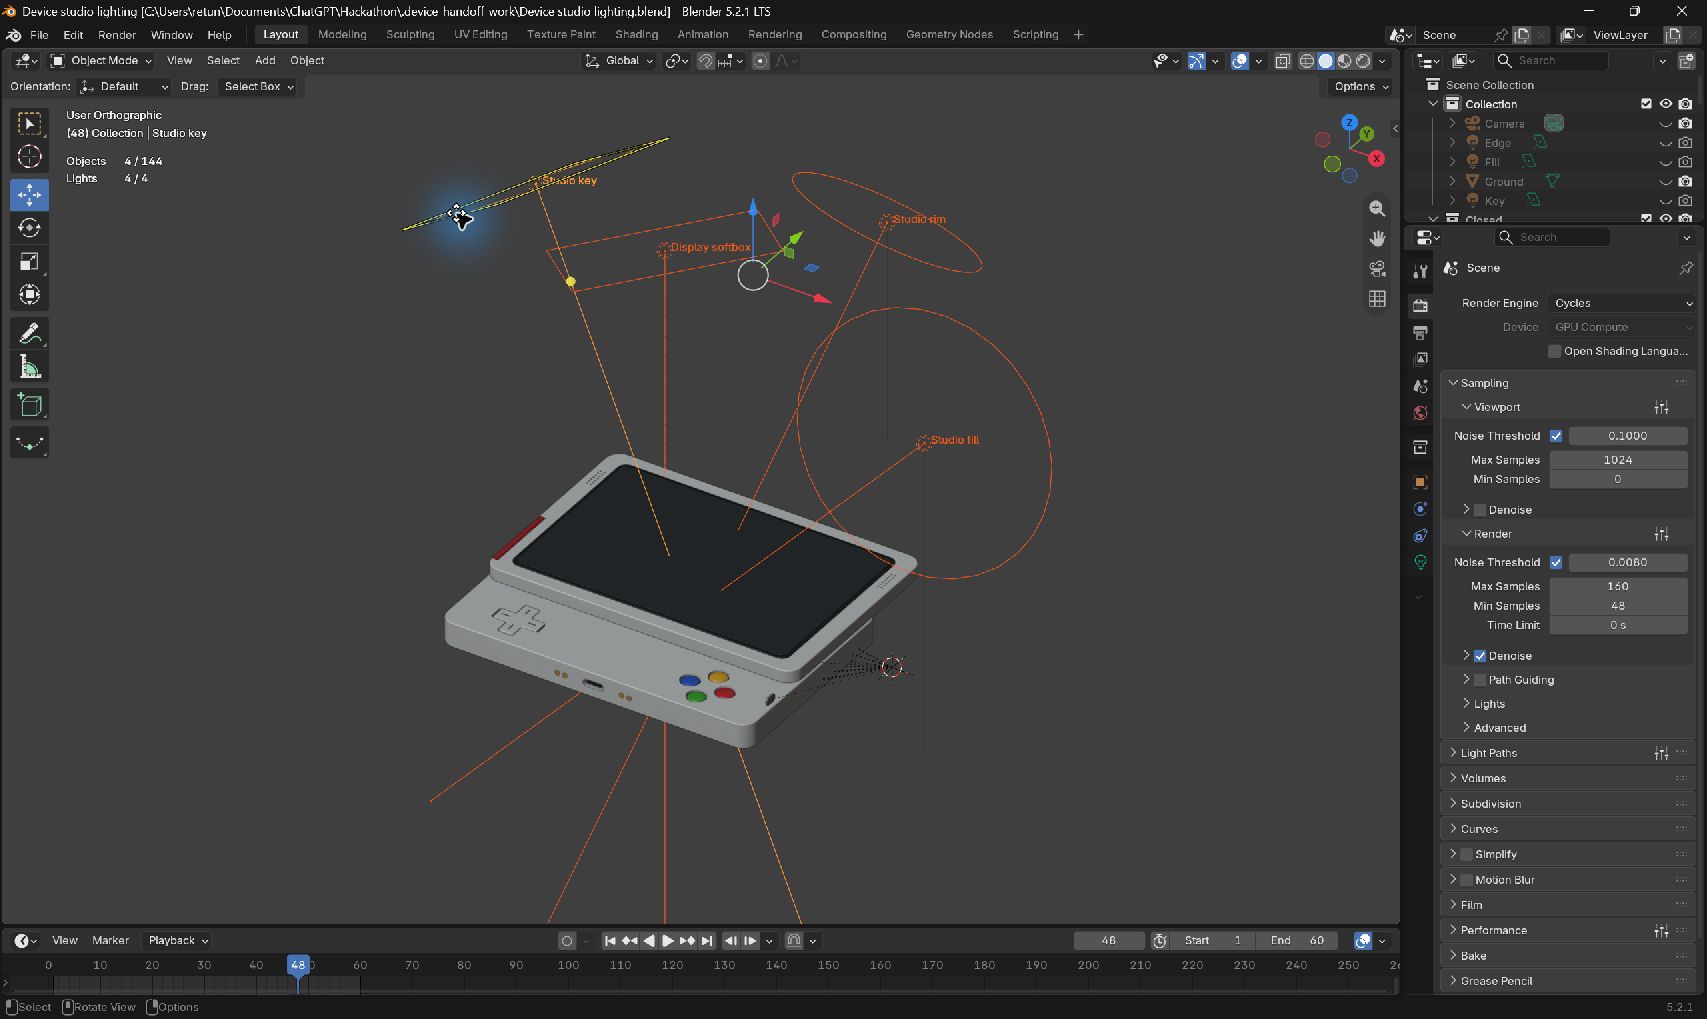 Device studio lighting [C:\Users\retun\Documents\ChatGPT\Hackathon\.device-handoff-work\Device studio lighting.blend] - Blender 5.2.1 LTS
File Edit Render Window Help Layout Modeling Sculpting UV Editing Texture Paint Shading Animation Rendering Compositing Geometry Nodes Scripting + Scene ViewLayer
Object Mode View Select Add Object Global Search
Orientation: Default Drag: Select Box Options
User Orthographic
(48) Collection | Studio key
Objects 4/144
Lights 4/4
Studio key
Display softbox
Studio rim
Studio fill
Z
Y
X
Scene Collection
Collection
Camera
Edge
Fill
Ground
Key
Closed
Search
Scene
Render Engine Cycles
Device GPU Compute
Open Shading Langua...
Sampling
Viewport
Noise Threshold 0.1000
Max Samples 1024
Min Samples 0
Denoise
Render
Noise Threshold 0.0080
Max Samples 160
Min Samples 48
Time Limit 0 s
Denoise
Path Guiding
Lights
Advanced
Light Paths
Volumes
Subdivision
Curves
Simplify
Motion Blur
Film
Performance
Bake
Grease Pencil
View Marker Playback 48 Start 1 End 60
0 10 20 30 40 48 60 70 80 90 100 110 120 130 140 150 160 170 180 190 200 210 220 230 240 250
Select Rotate View Options 5.2.1